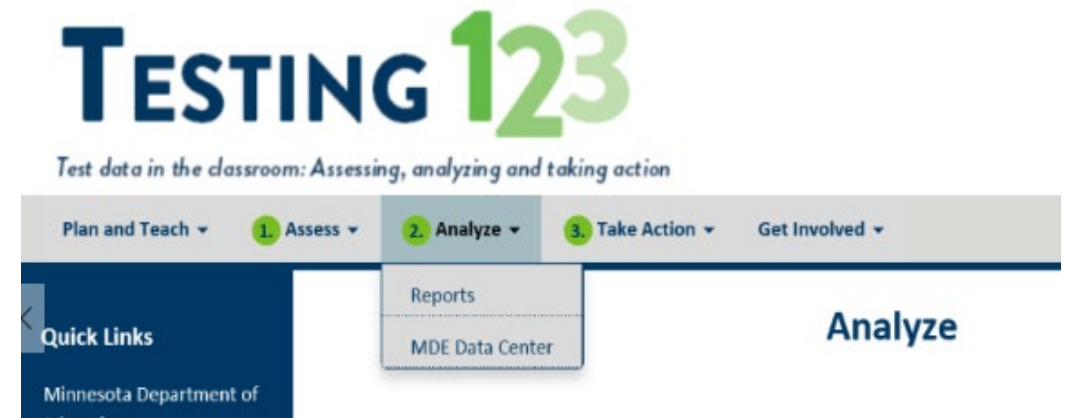 TESTING 123
Test data in the classroom: Assessing, analyzing and taking action
Plan and Teach 1. Assess 2. Analyze 3. Take Action Get Involved
Reports
MDE Data Center
Analyze
Quick Links
Minnesota Department of